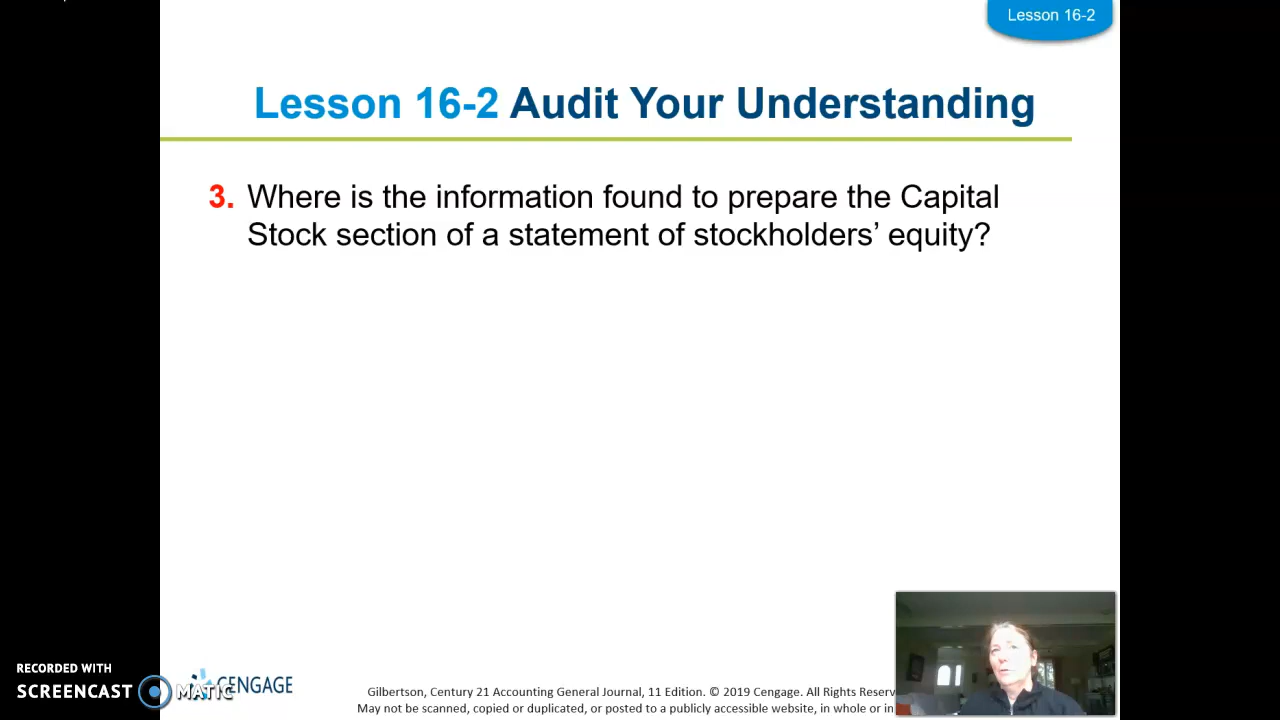 Lesson 16-2
Lesson 16-2 Audit Your Understanding
3. Where is the information found to prepare the Capital
Stock section of a statement of stockholders’ equity?
RECORDED WITH
SCREENCAST MATIC
CENGAGE
Gilbertson, Century 21 Accounting General Journal, 11 Edition. © 2019 Cengage. All Rights Reserv
May not be scanned, copied or duplicated, or posted to a publicly accessible website, in whole or in